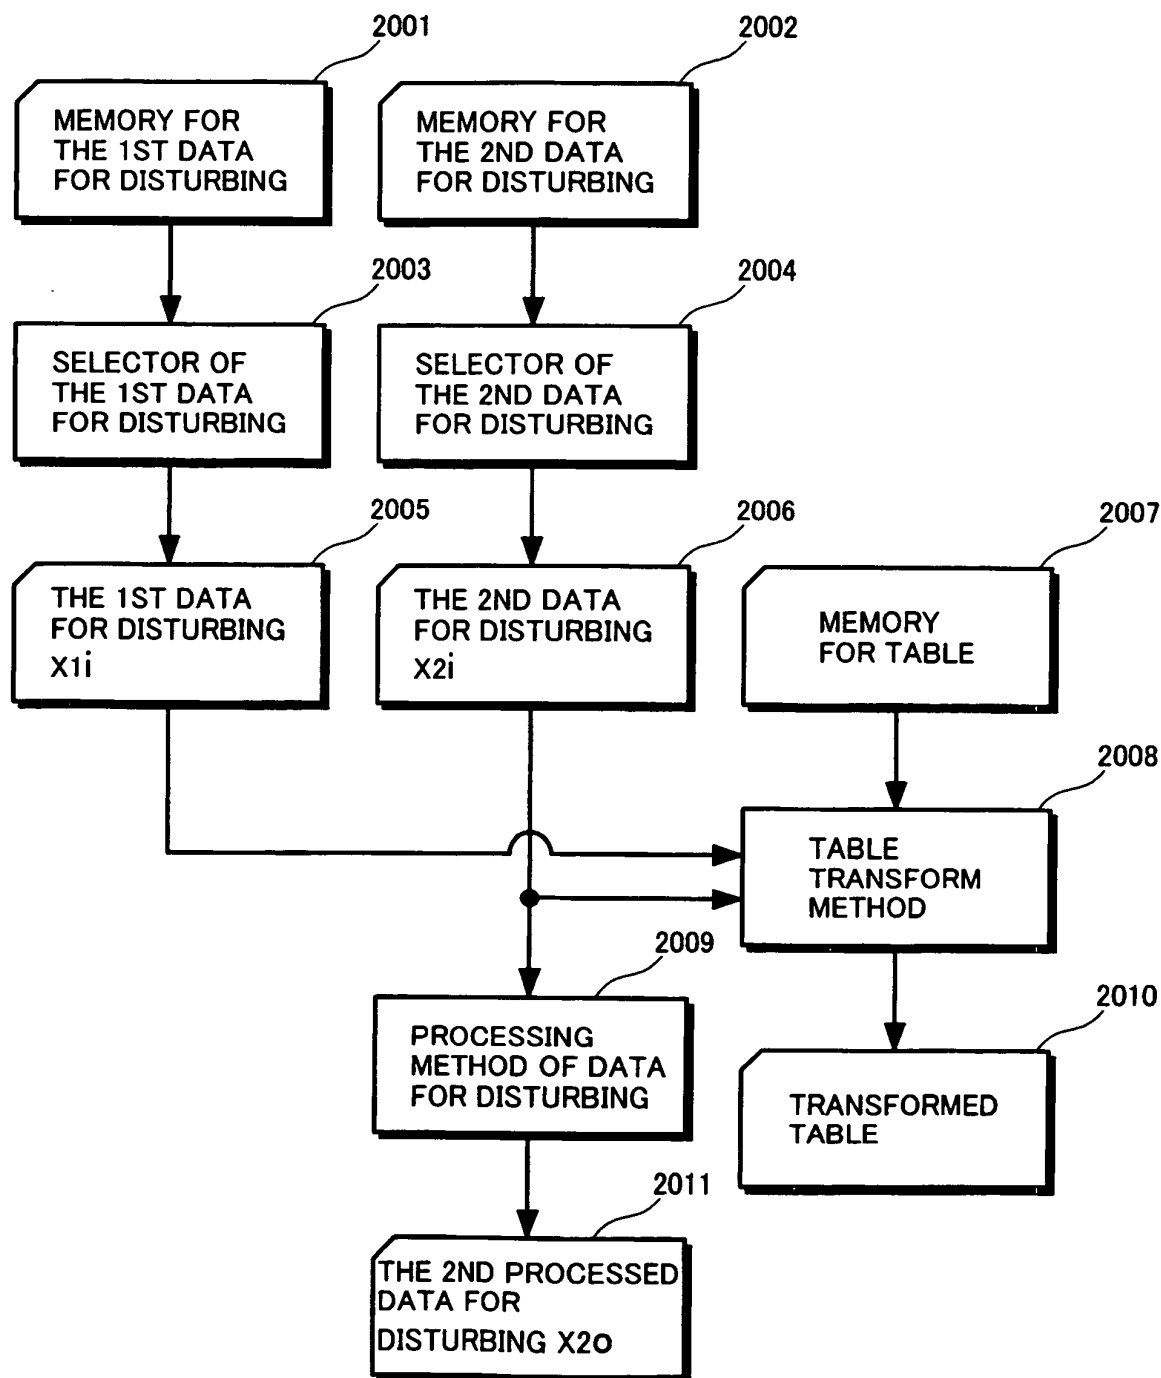 2001
2002
MEMORY FOR
THE 1ST DATA
FOR DISTURBING
MEMORY FOR
THE 2ND DATA
FOR DISTURBING
2003
2004
SELECTOR OF
THE 1ST DATA
FOR DISTURBING
SELECTOR OF
THE 2ND DATA
FOR DISTURBING
2005
2006
2007
THE 1ST DATA
FOR DISTURBING
X1i
THE 2ND DATA
FOR DISTURBING
X2i
MEMORY
FOR TABLE
2008
TABLE
TRANSFORM
METHOD
2009
PROCESSING
METHOD OF DATA
FOR DISTURBING
2010
TRANSFORMED
TABLE
2011
THE 2ND PROCESSED
DATA FOR
DISTURBING X2o